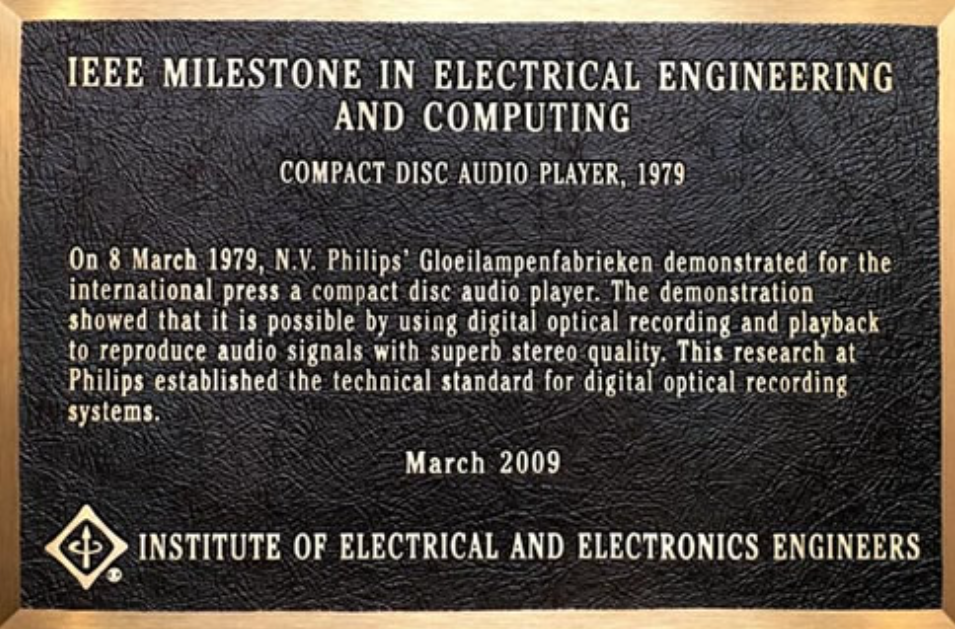 IEEE MILESTONE IN ELECTRICAL ENGINEERING
AND COMPUTING
COMPACT DISC AUDIO PLAYER, 1979
On 8 March 1979, N.V. Philips' Gloeilampenfabrieken demonstrated for the
international press a compact disc audio player. The demonstration
showed that it is possible by using digital optical recording and playback
to reproduce audio signals with superb stereo quality. This research at
Philips established the technical standard for digital optical recording
systems.
March 2009
INSTITUTE OF ELECTRICAL AND ELECTRONICS ENGINEERS